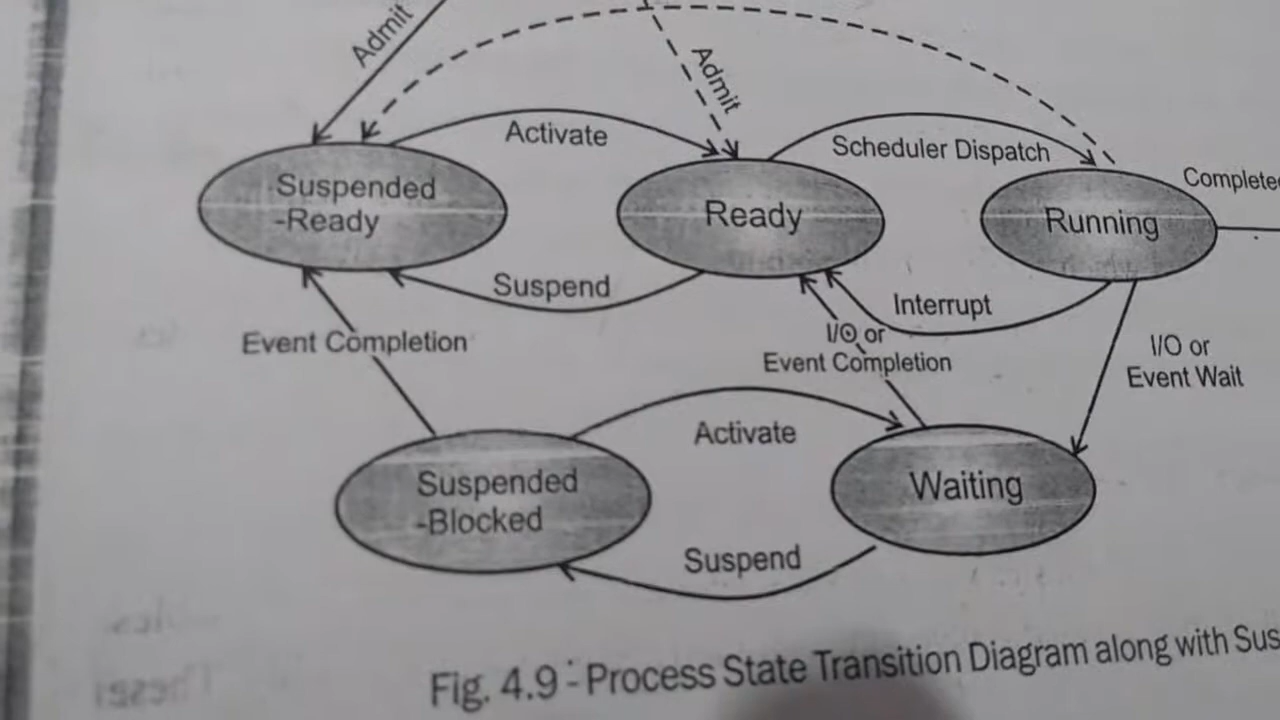 Admit
Admit
Activate
Scheduler Dispatch
Complete
Suspended
-Ready
Ready
Running
Suspend
Interrupt
Event Completion
I/O or
Event Completion
I/O or
Event Wait
Activate
Suspended
-Blocked
Waiting
Suspend
Fig. 4.9 - Process State Transition Diagram along with Sus